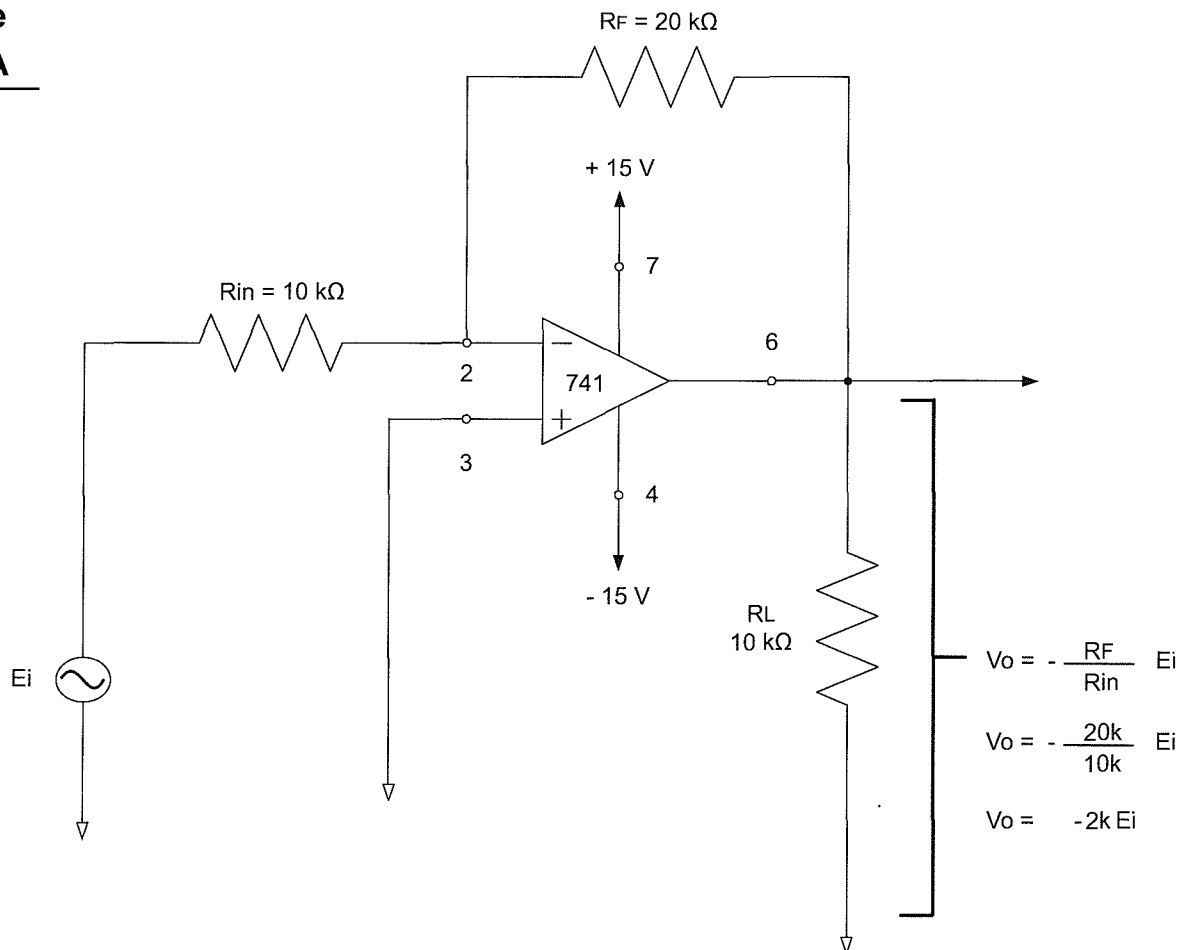 e
A
RF = 20 kΩ
+ 15 V
7
Rin = 10 kΩ
6
2
741
3
4
- 15 V
RL
10 kΩ
Ei
Vo = - RF Ei
Rin
Vo = - 20k Ei
10k
Vo = -2k Ei